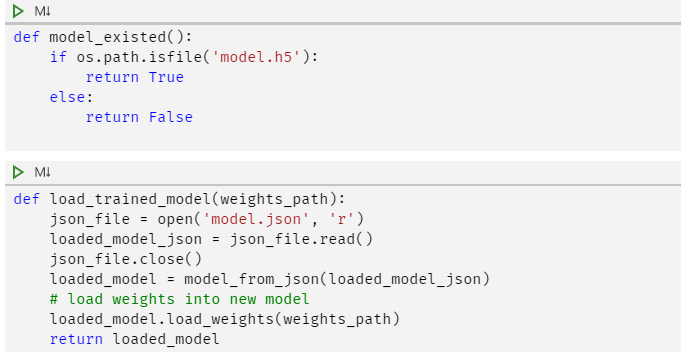 M↓
def model_existed():
    if os.path.isfile('model.h5'):
        return True
    else:
        return False
M↓
def load_trained_model(weights_path):
    json_file = open('model.json', 'r')
    loaded_model_json = json_file.read()
    json_file.close()
    loaded_model = model_from_json(loaded_model_json)
    # load weights into new model
    loaded_model.load_weights(weights_path)
    return loaded_model